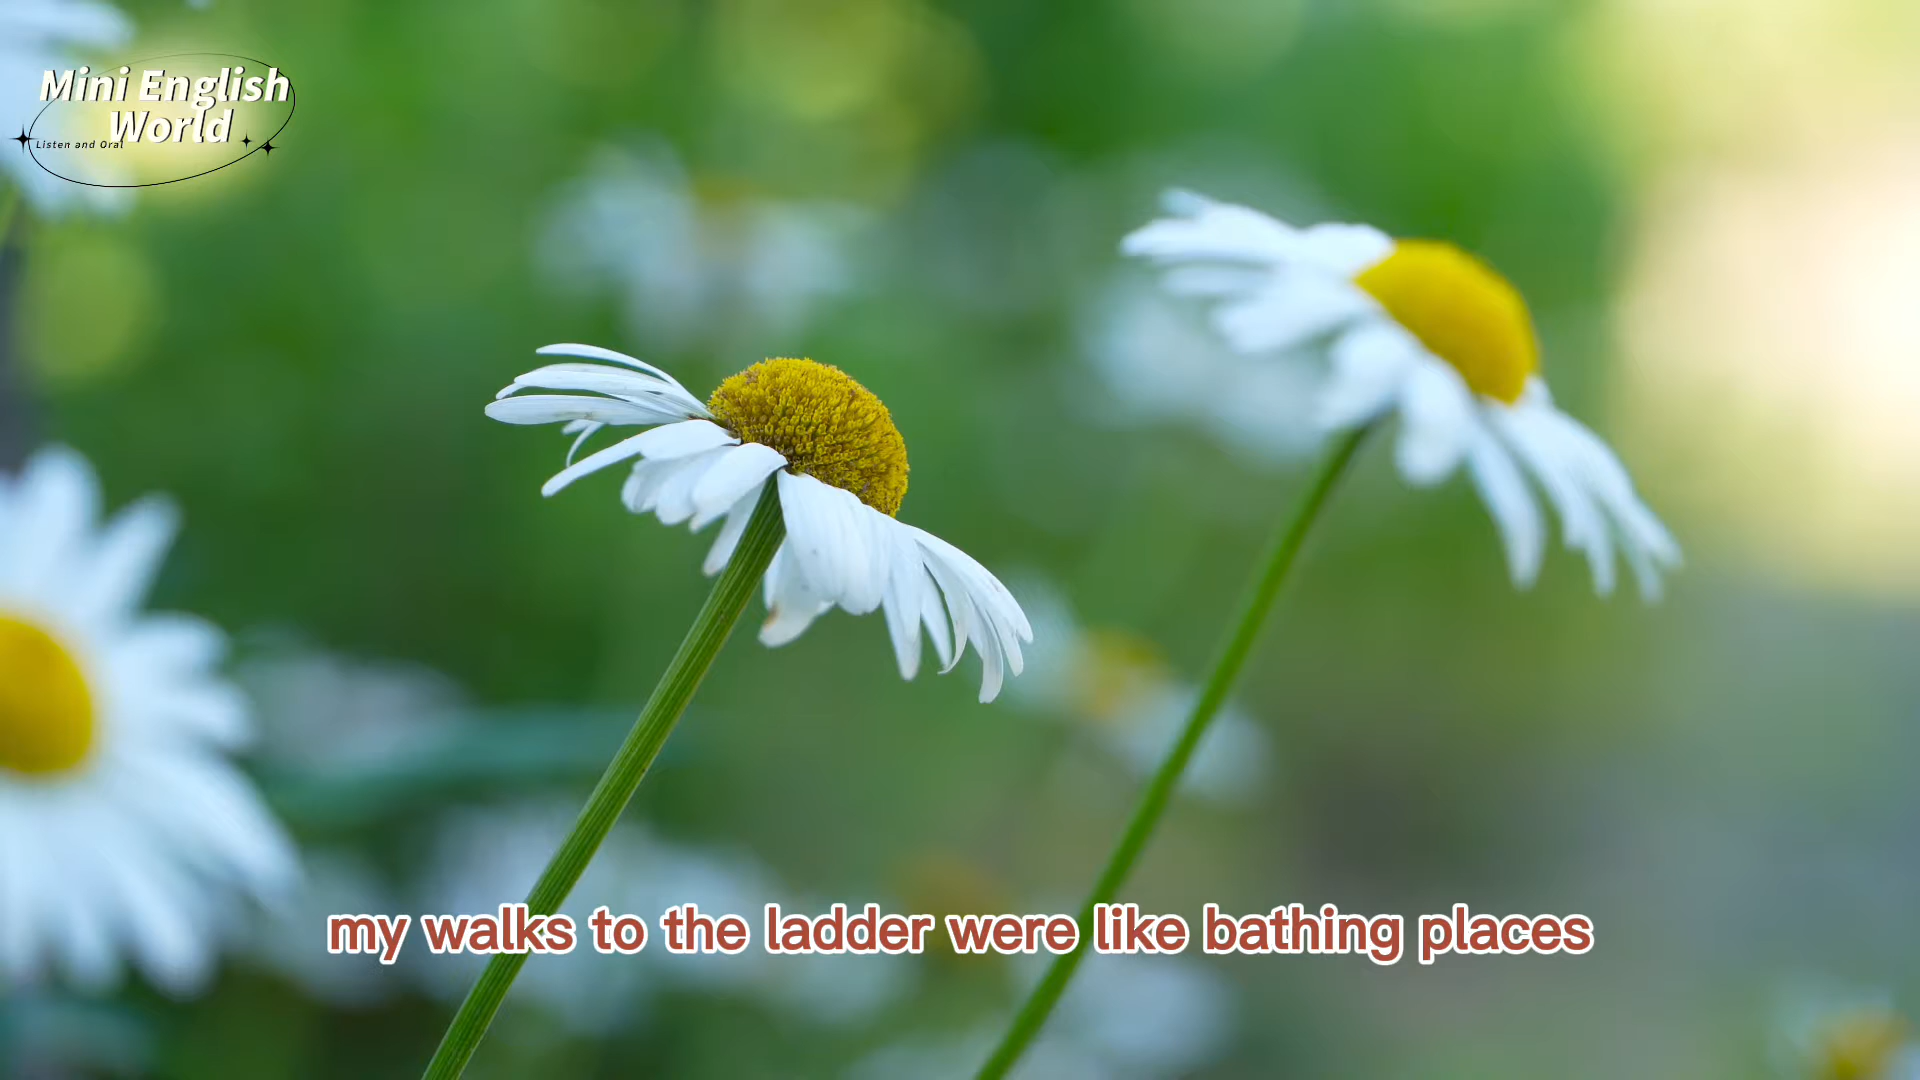 Mini English
World
Listen and Oral
my walks to the ladder were like bathing places